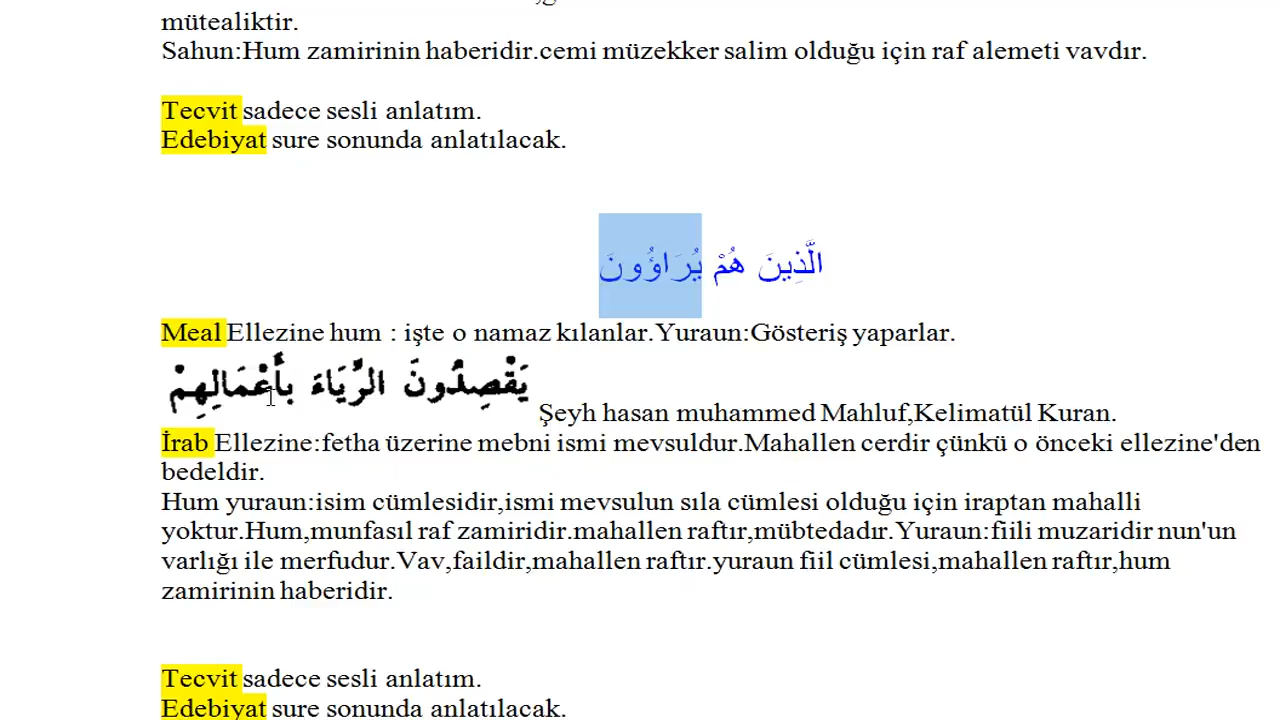 mütealiktir.
Sahun:Hum zamirinin haberidir.cemi müzekker salim olduğu için raf alemeti vavdır.
Tecvit sadece sesli anlatım.
Edebiyat sure sonunda anlatılacak.
الَّذِينَ هُمْ يُرَاؤُونَ
Meal Ellezine hum : işte o namaz kılanlar.Yuraun:Gösteriş yaparlar.
يَقْصِدُونَ الرِّيَاءَ بِأَعْمَالِهِمْ
Şeyh hasan muhammed Mahluf,Kelimatül Kuran.
İrab Ellezine:fetha üzerine mebni ismi mevsuldur.Mahallen cerdir çünkü o önceki ellezine'den
bedeldir.
Hum yuraun:isim cümlesidir,ismi mevsulun sıla cümlesi olduğu için iraptan mahalli
yoktur.Hum,munfasıl raf zamiridir.mahallen raftır,mübtedadır.Yuraun:fiili muzaridir nun'un
varlığı ile merfudur.Vav,faildir,mahallen raftır.yuraun fiil cümlesi,mahallen raftır,hum
zamirinin haberidir.
Tecvit sadece sesli anlatım.
Edebiyat sure sonunda anlatılacak.